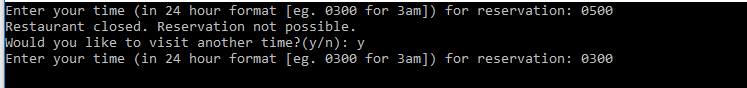 Enter your time (in 24 hour format [eg. 0300 for 3am]) for reservation: 0500
Restaurant closed. Reservation not possible.
Would you like to visit another time?(y/n): y
Enter your time (in 24 hour format [eg. 0300 for 3am]) for reservation: 0300